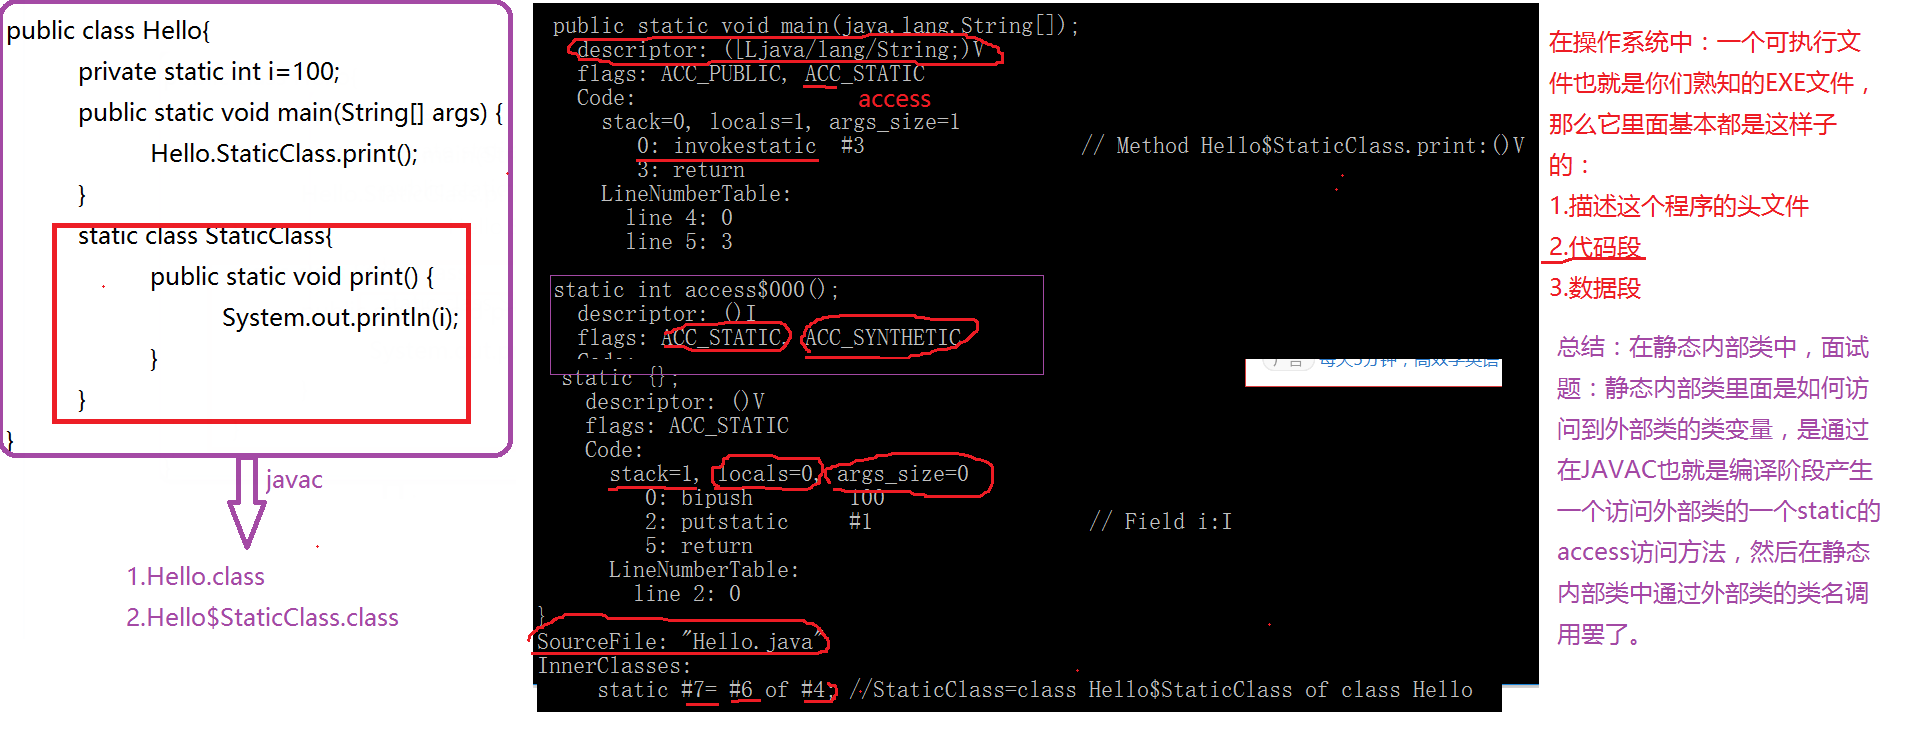 public class Hello{
private static int i=100;
public static void main(String[] args) {
Hello.StaticClass.print();
}
static class StaticClass{
public static void print() {
System.out.println(i);
}
}
}
javac
1.Hello.class
2.Hello$StaticClass.class
public static void main(java.lang.String[]);
descriptor: ([Ljava/lang/String;)V
flags: ACC_PUBLIC, ACC_STATIC
Code:
access
stack=0, locals=1, args_size=1
0: invokestatic #3 // Method Hello$StaticClass.print:()V
3: return
LineNumberTable:
line 4: 0
line 5: 3
static int access$000();
descriptor: ()I
flags: ACC_STATIC, ACC_SYNTHETIC
Code:
static {};
descriptor: ()V
flags: ACC_STATIC
Code:
stack=1, locals=0, args_size=0
0: bipush 100
2: putstatic #1 // Field i:I
5: return
LineNumberTable:
line 2: 0
}
SourceFile: "Hello.java"
InnerClasses:
static #7= #6 of #4; //StaticClass=class Hello$StaticClass of class Hello
广告 每天5分钟，高效学英语
在操作系统中：一个可执行文
件也就是你们熟知的EXE文件，
那么它里面基本都是这样子
的：
1.描述这个程序的头文件
2.代码段
3.数据段
总结：在静态内部类中，面试
题：静态内部类里面是如何访
问到外部类的类变量，是通过
在JAVAC也就是编译阶段产生
一个访问外部类的一个static的
access访问方法，然后在静态
内部类中通过外部类的类名调
用罢了。